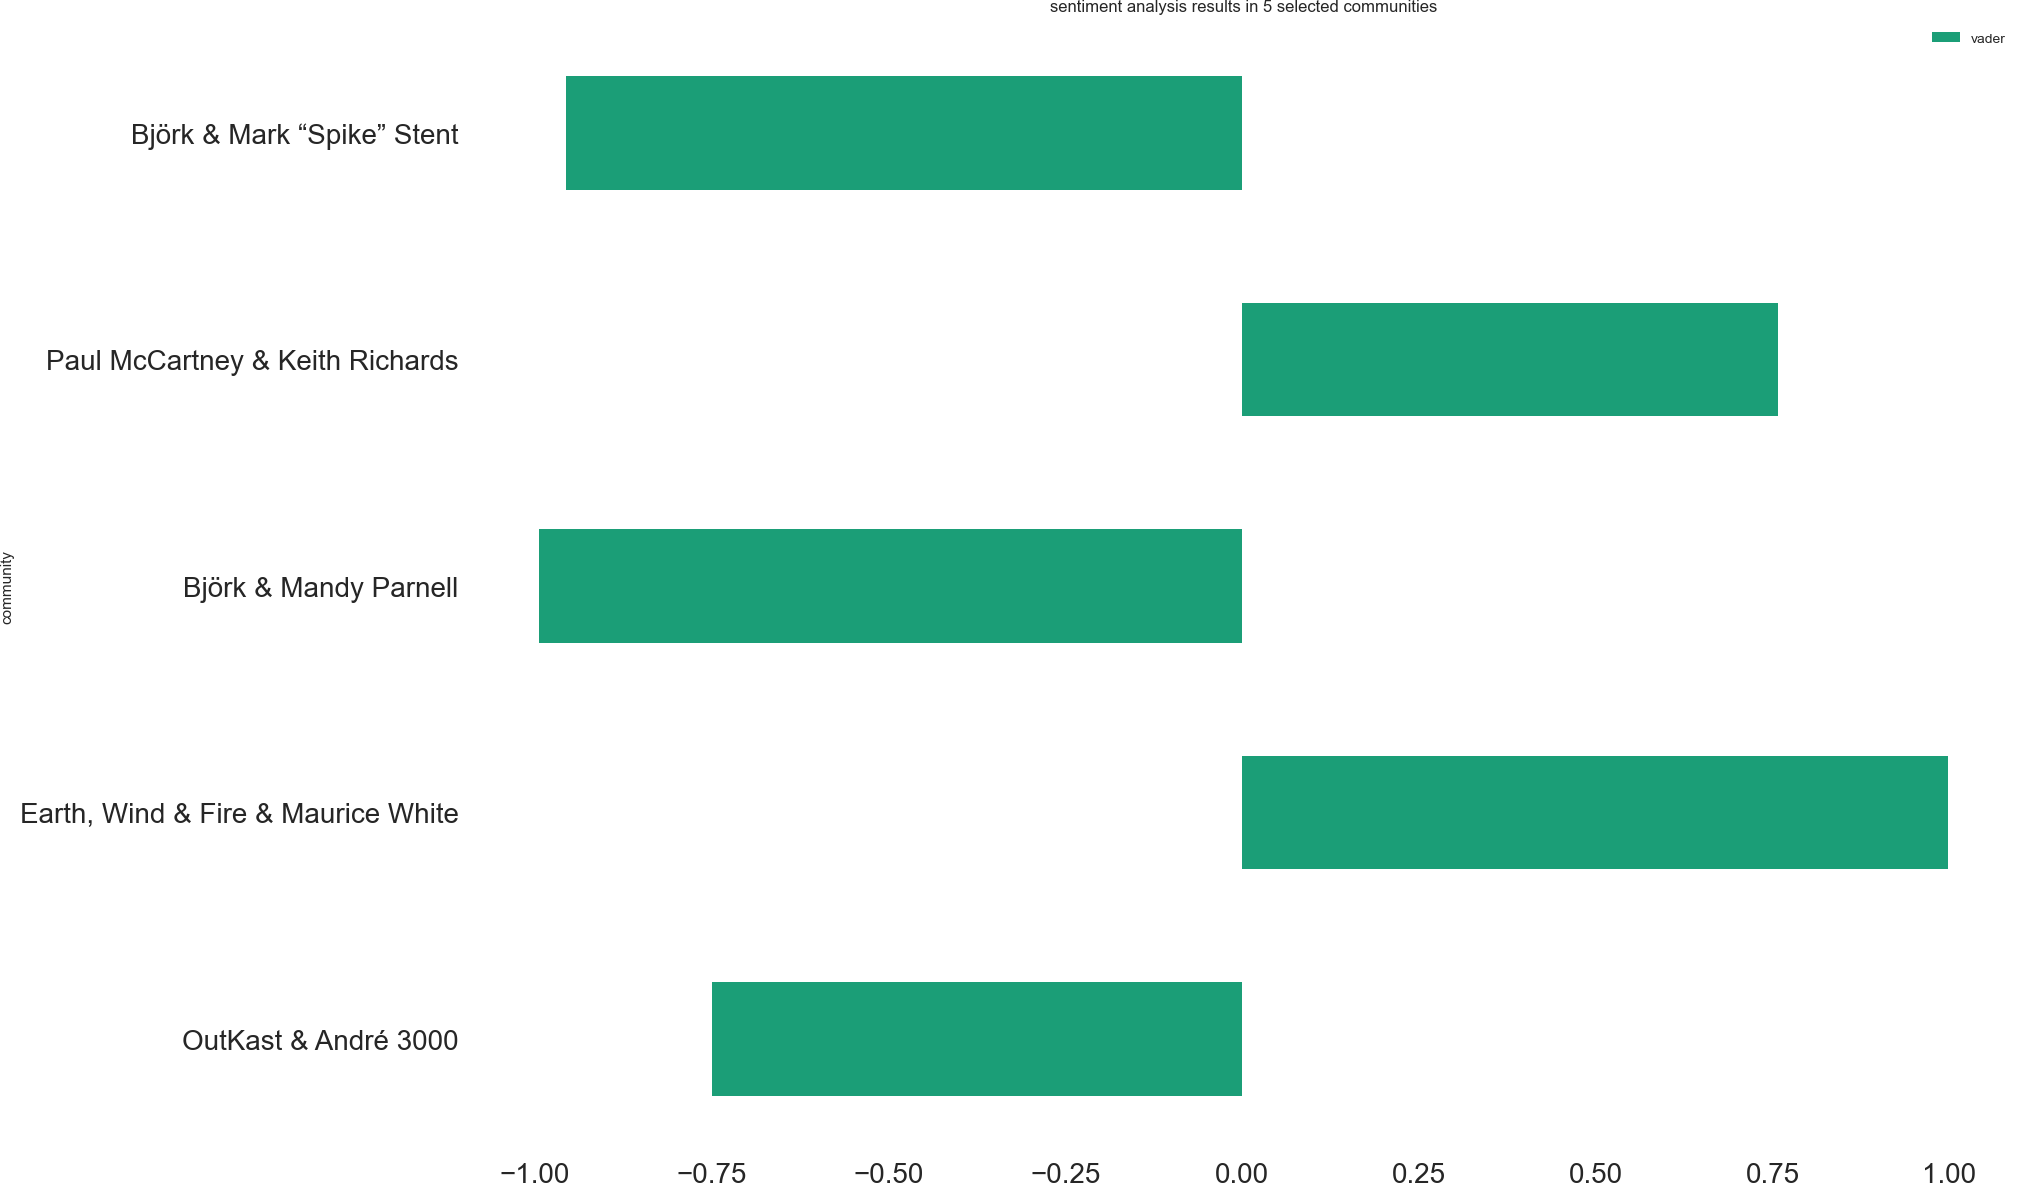 sentiment analysis results in 5 selected communities
vader
Björk & Mark “Spike” Stent
Paul McCartney & Keith Richards
Björk & Mandy Parnell
Earth, Wind & Fire & Maurice White
OutKast & André 3000
community
−1.00 −0.75 −0.50 −0.25 0.00 0.25 0.50 0.75 1.00